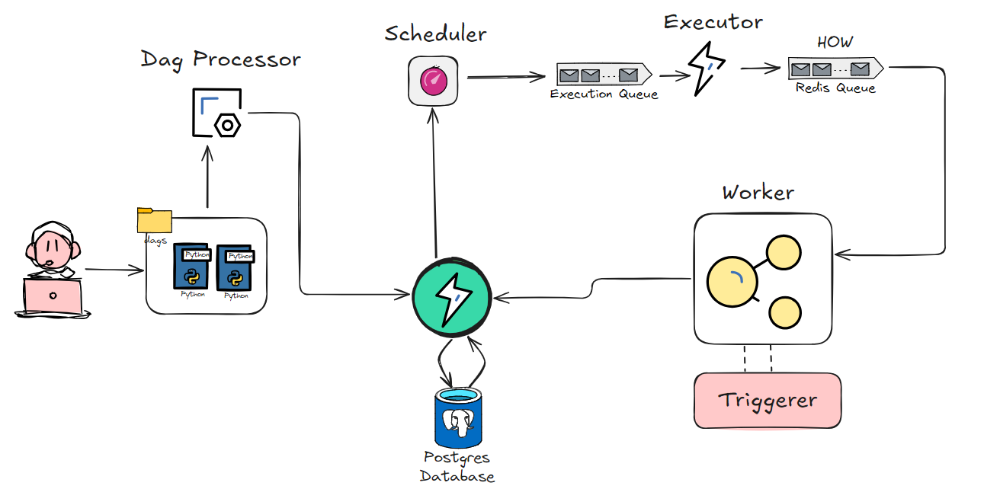 Dag Processor
Scheduler
Executor
HOW
Execution Queue
Redis Queue
dags
Python
Python
Python
Python
Worker
Triggerer
Postgres
Database